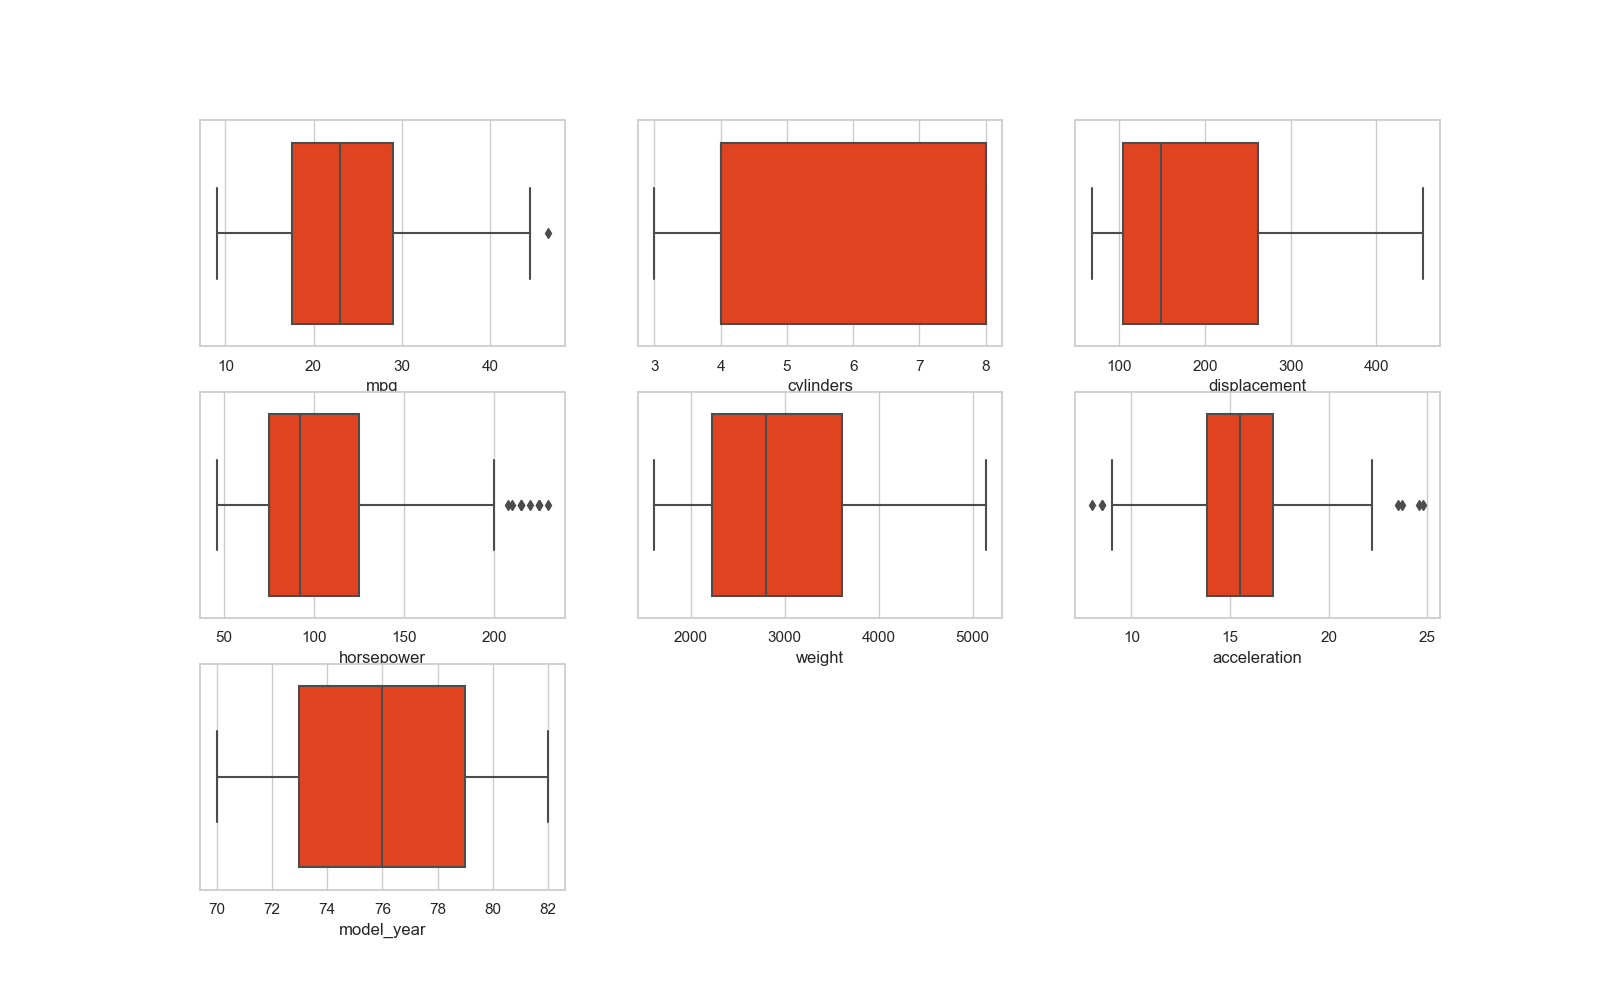 10 20 30 40
mpg
3 4 5 6 7 8
cylinders
100 200 300 400
displacement
50 100 150 200
horsepower
2000 3000 4000 5000
weight
10 15 20 25
acceleration
70 72 74 76 78 80 82
model_year